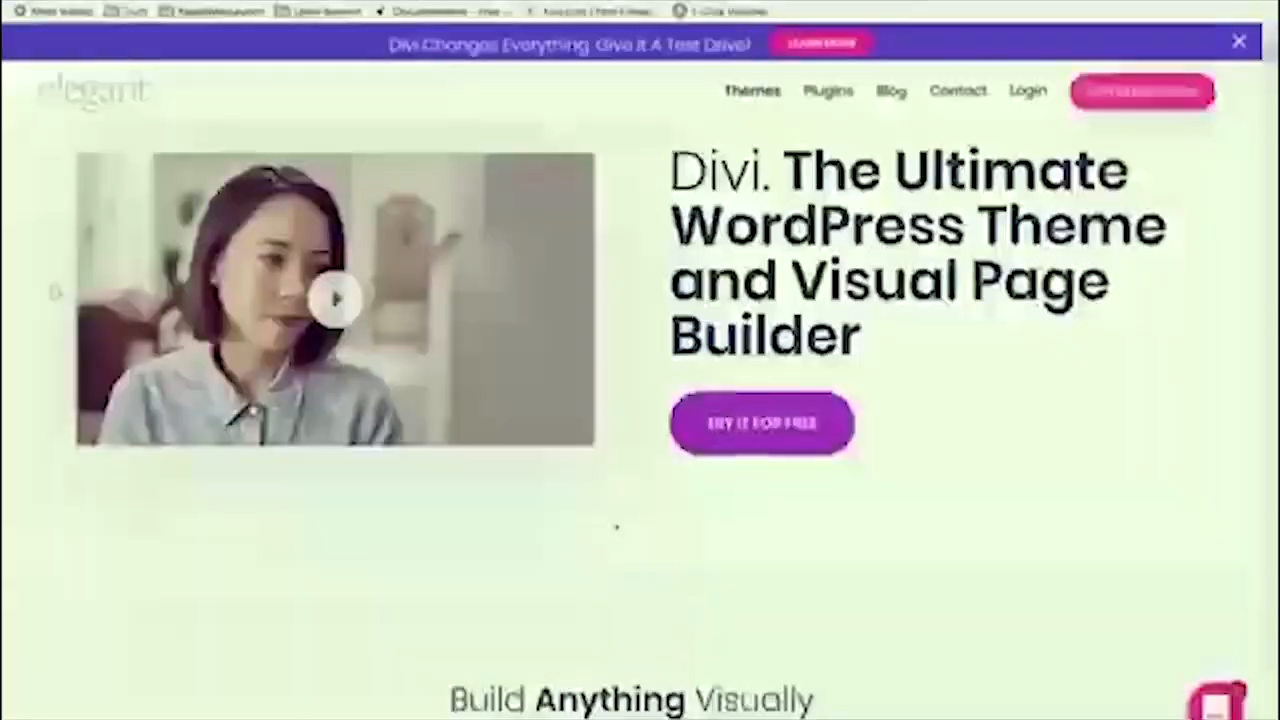 Divi Changes Everything. Give It A Test Drive!
LEARN MORE
elegant
Themes Plugins Blog Contact Login
Divi. The Ultimate
WordPress Theme
and Visual Page
Builder
TRY IT FOR FREE
Build Anything Visually